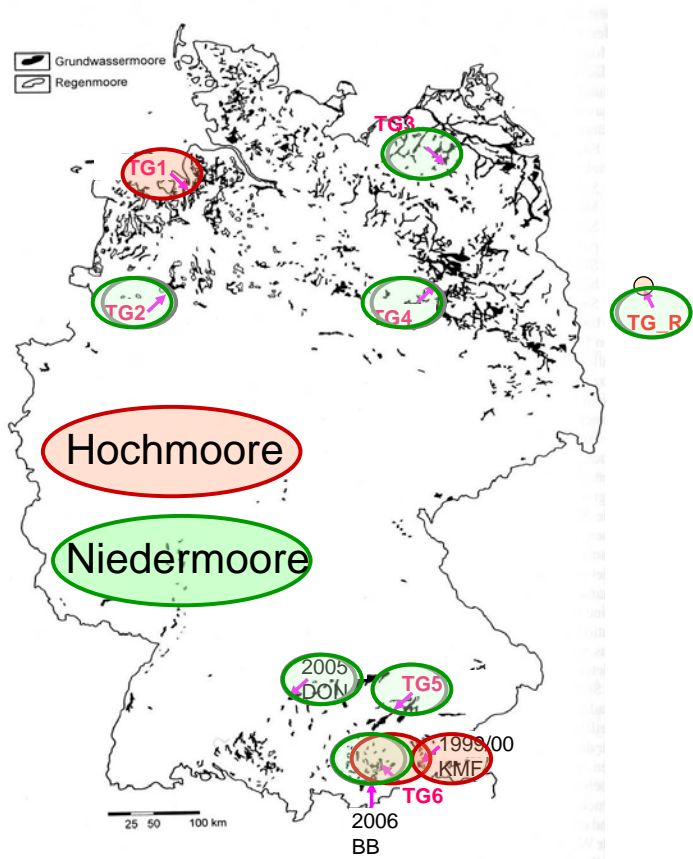 Grundwassermoore
Regenmoore
TG3
TG1
TG2
TG4
TG_R
Hochmoore
Niedermoore
2005
DON
TG5
1999/00
KMF
TG6
25 50 100 km
2006
BB